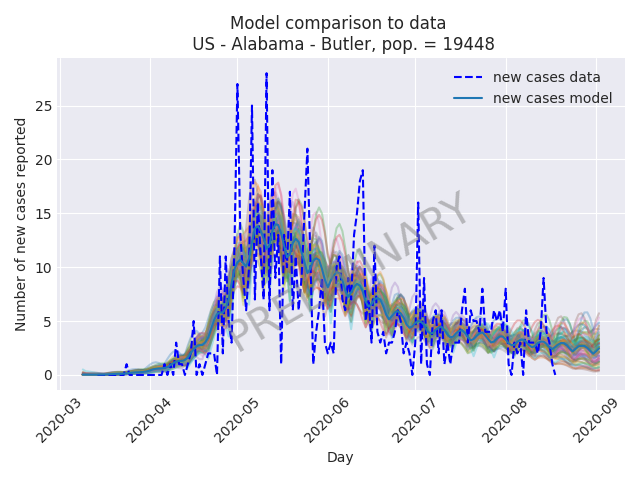 Model comparison to data
US - Alabama - Butler, pop. = 19448
new cases data
new cases model
Number of new cases reported
25
20
15
10
5
0
PRELIMINARY
2020-03
2020-04
2020-05
2020-06
2020-07
2020-08
2020-09
Day